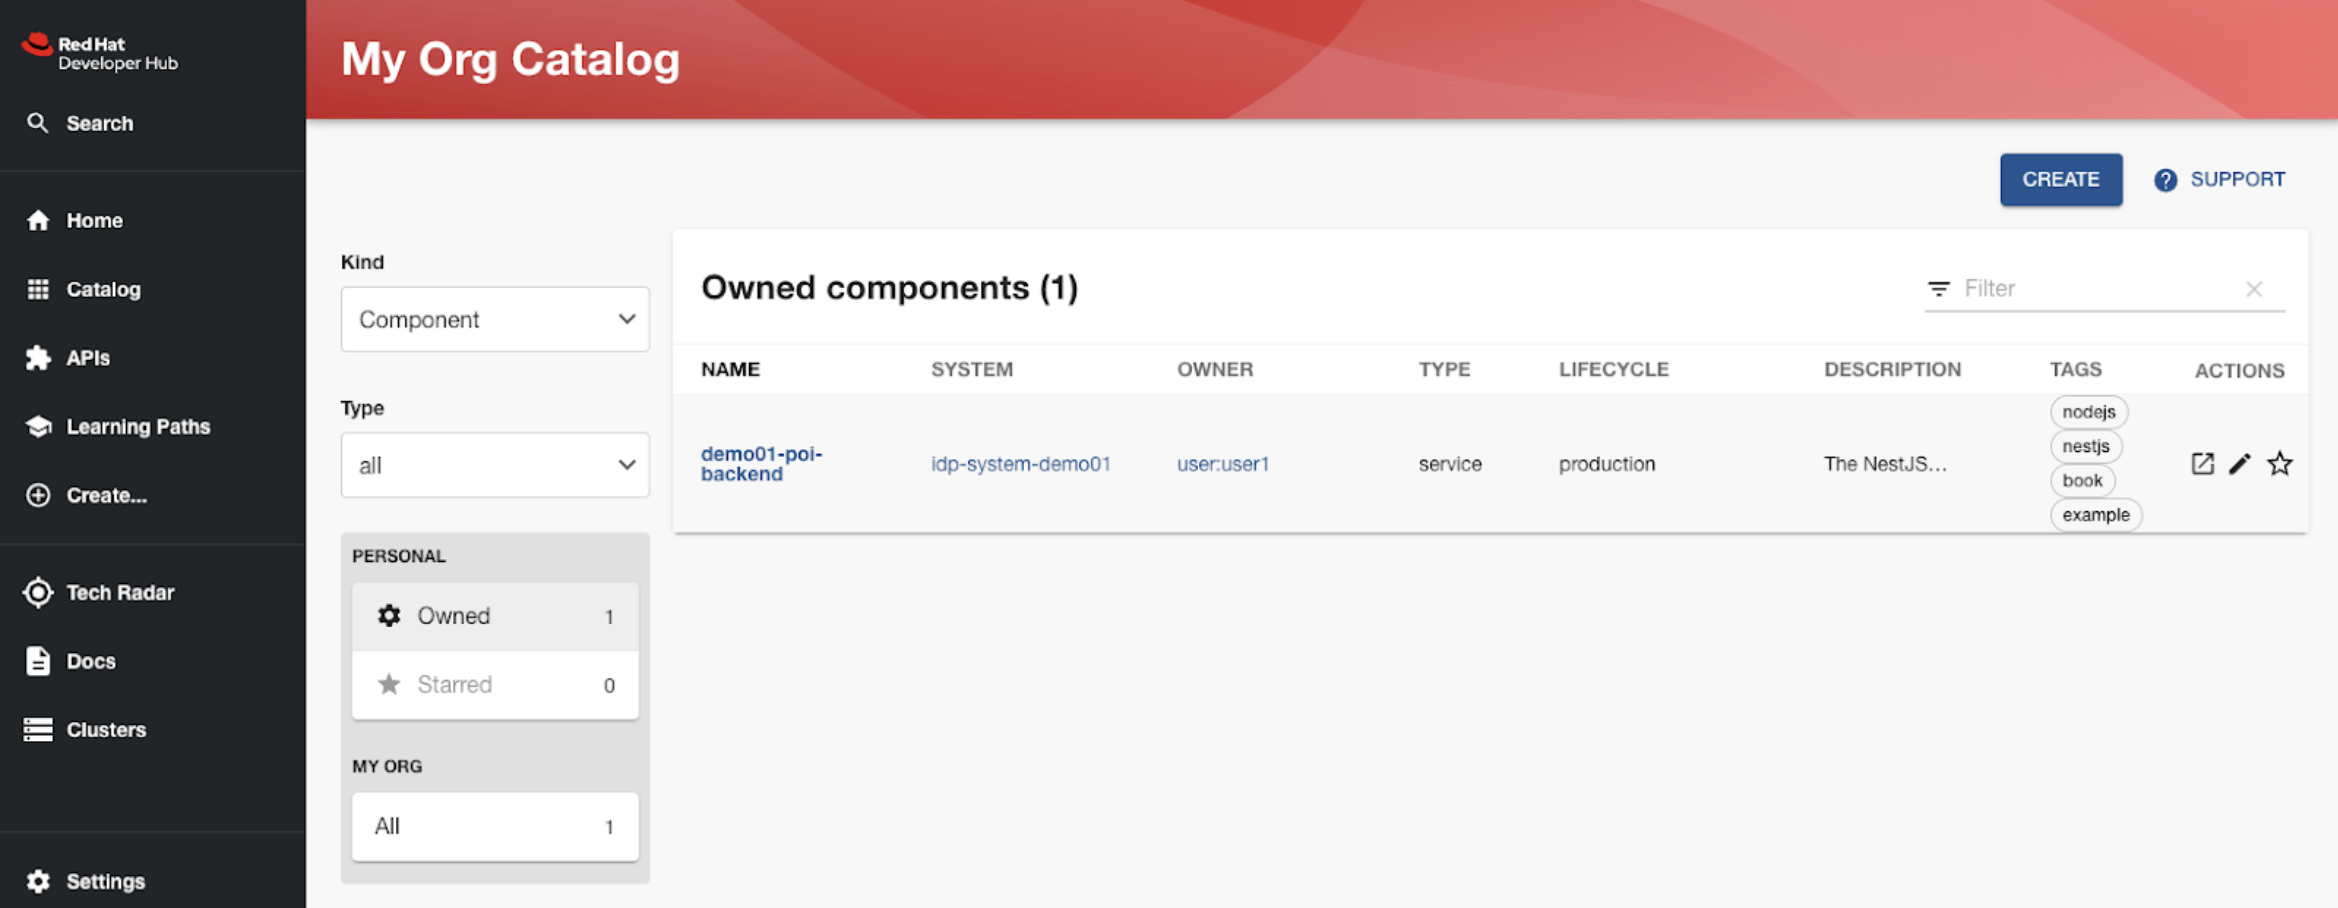 Red Hat
Developer Hub
Search
Home
Catalog
APIs
Learning Paths
Create...
Tech Radar
Docs
Clusters
Settings
My Org Catalog
CREATE
? SUPPORT
Kind
Component
Type
all
PERSONAL
Owned 1
Starred 0
MY ORG
All 1
Owned components (1)
Filter
NAME SYSTEM OWNER TYPE LIFECYCLE DESCRIPTION TAGS ACTIONS
demo01-poi-
backend
idp-system-demo01
user:user1
service
production
The NestJS...
nodejs
nestjs
book
example